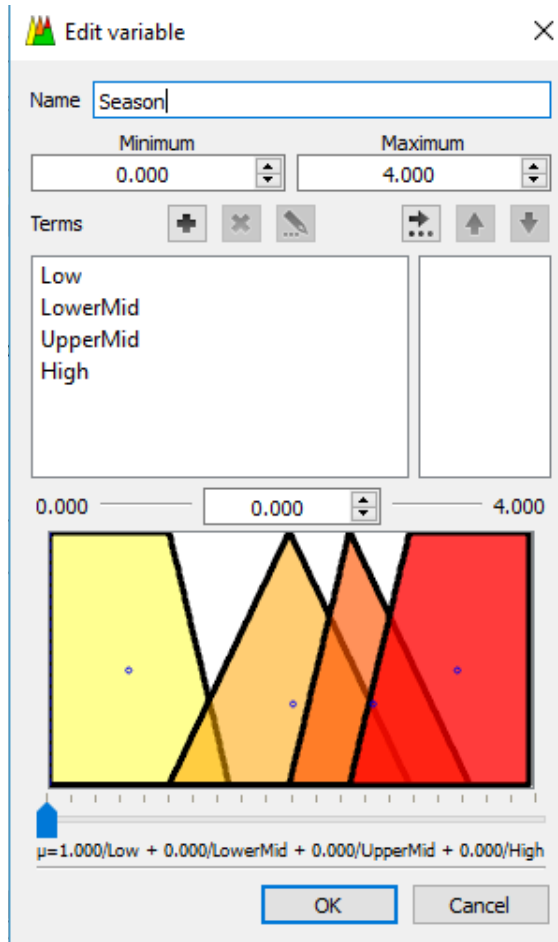 Edit variable
Name Season
Minimum Maximum
0.000 4.000
Terms
Low
LowerMid
UpperMid
High
0.000 0.000 4.000
μ=1.000/Low + 0.000/LowerMid + 0.000/UpperMid + 0.000/High
OK Cancel